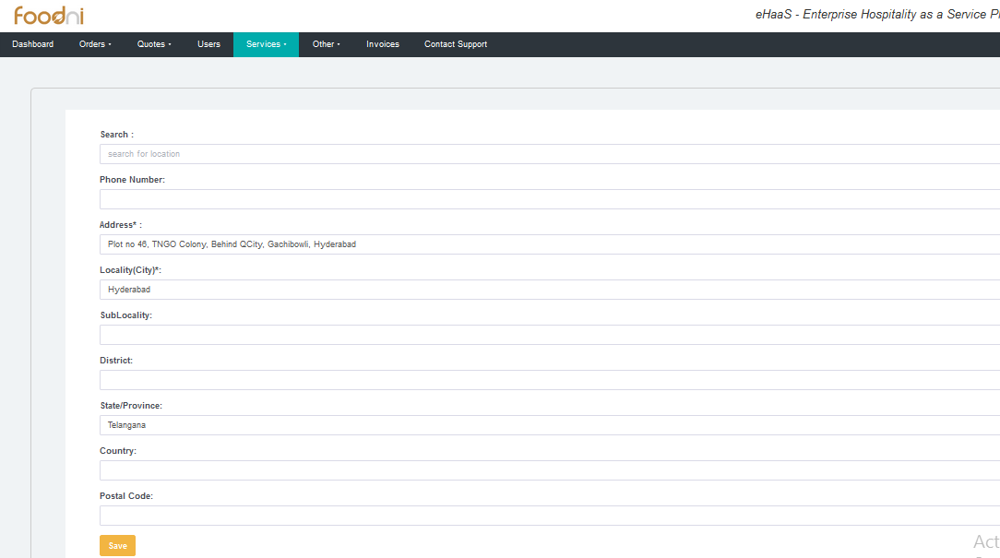 foodni
eHaaS - Enterprise Hospitality as a Service
Dashboard Orders Quotes Users Services Other Invoices Contact Support
Search :
search for location
Phone Number:
Address* :
Plot no 46, TNGO Colony, Behind QCity, Gachibowli, Hyderabad
Locality(City)*:
Hyderabad
SubLocality:
District:
State/Province:
Telangana
Country:
Postal Code:
Save
Act